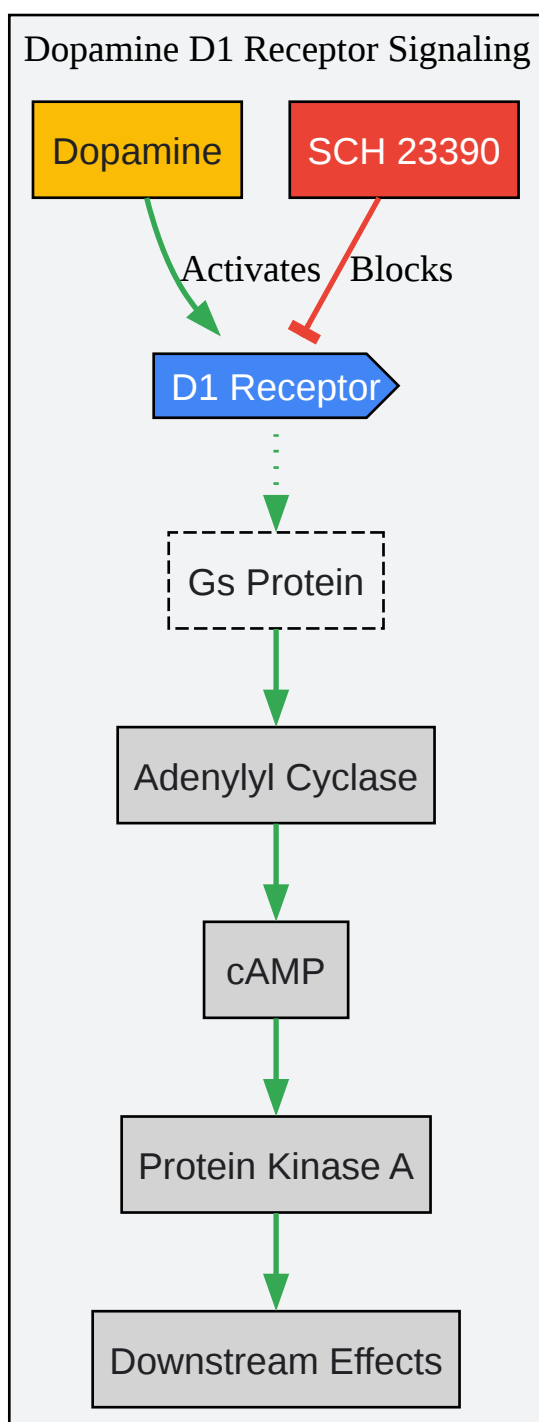 Dopamine D1 Receptor Signaling
Dopamine
SCH 23390
Activates
Blocks
D1 Receptor
Gs Protein
Adenylyl Cyclase
cAMP
Protein Kinase A
Downstream Effects